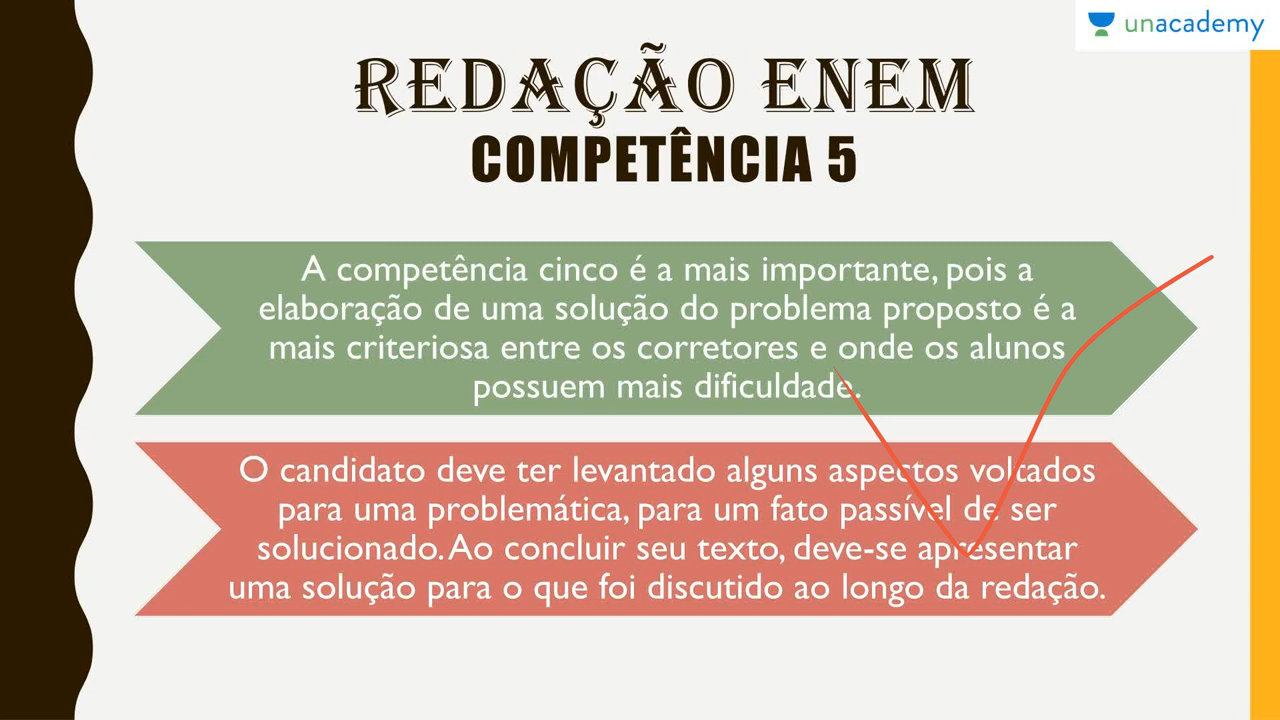 unacademy
REDAÇÃO ENEM
COMPETÊNCIA 5
A competência cinco é a mais importante, pois a
elaboração de uma solução do problema proposto é a
mais criteriosa entre os corretores e onde os alunos
possuem mais dificuldade.
O candidato deve ter levantado alguns aspectos voltados
para uma problemática, para um fato passível de ser
solucionado. Ao concluir seu texto, deve-se apresentar
uma solução para o que foi discutido ao longo da redação.